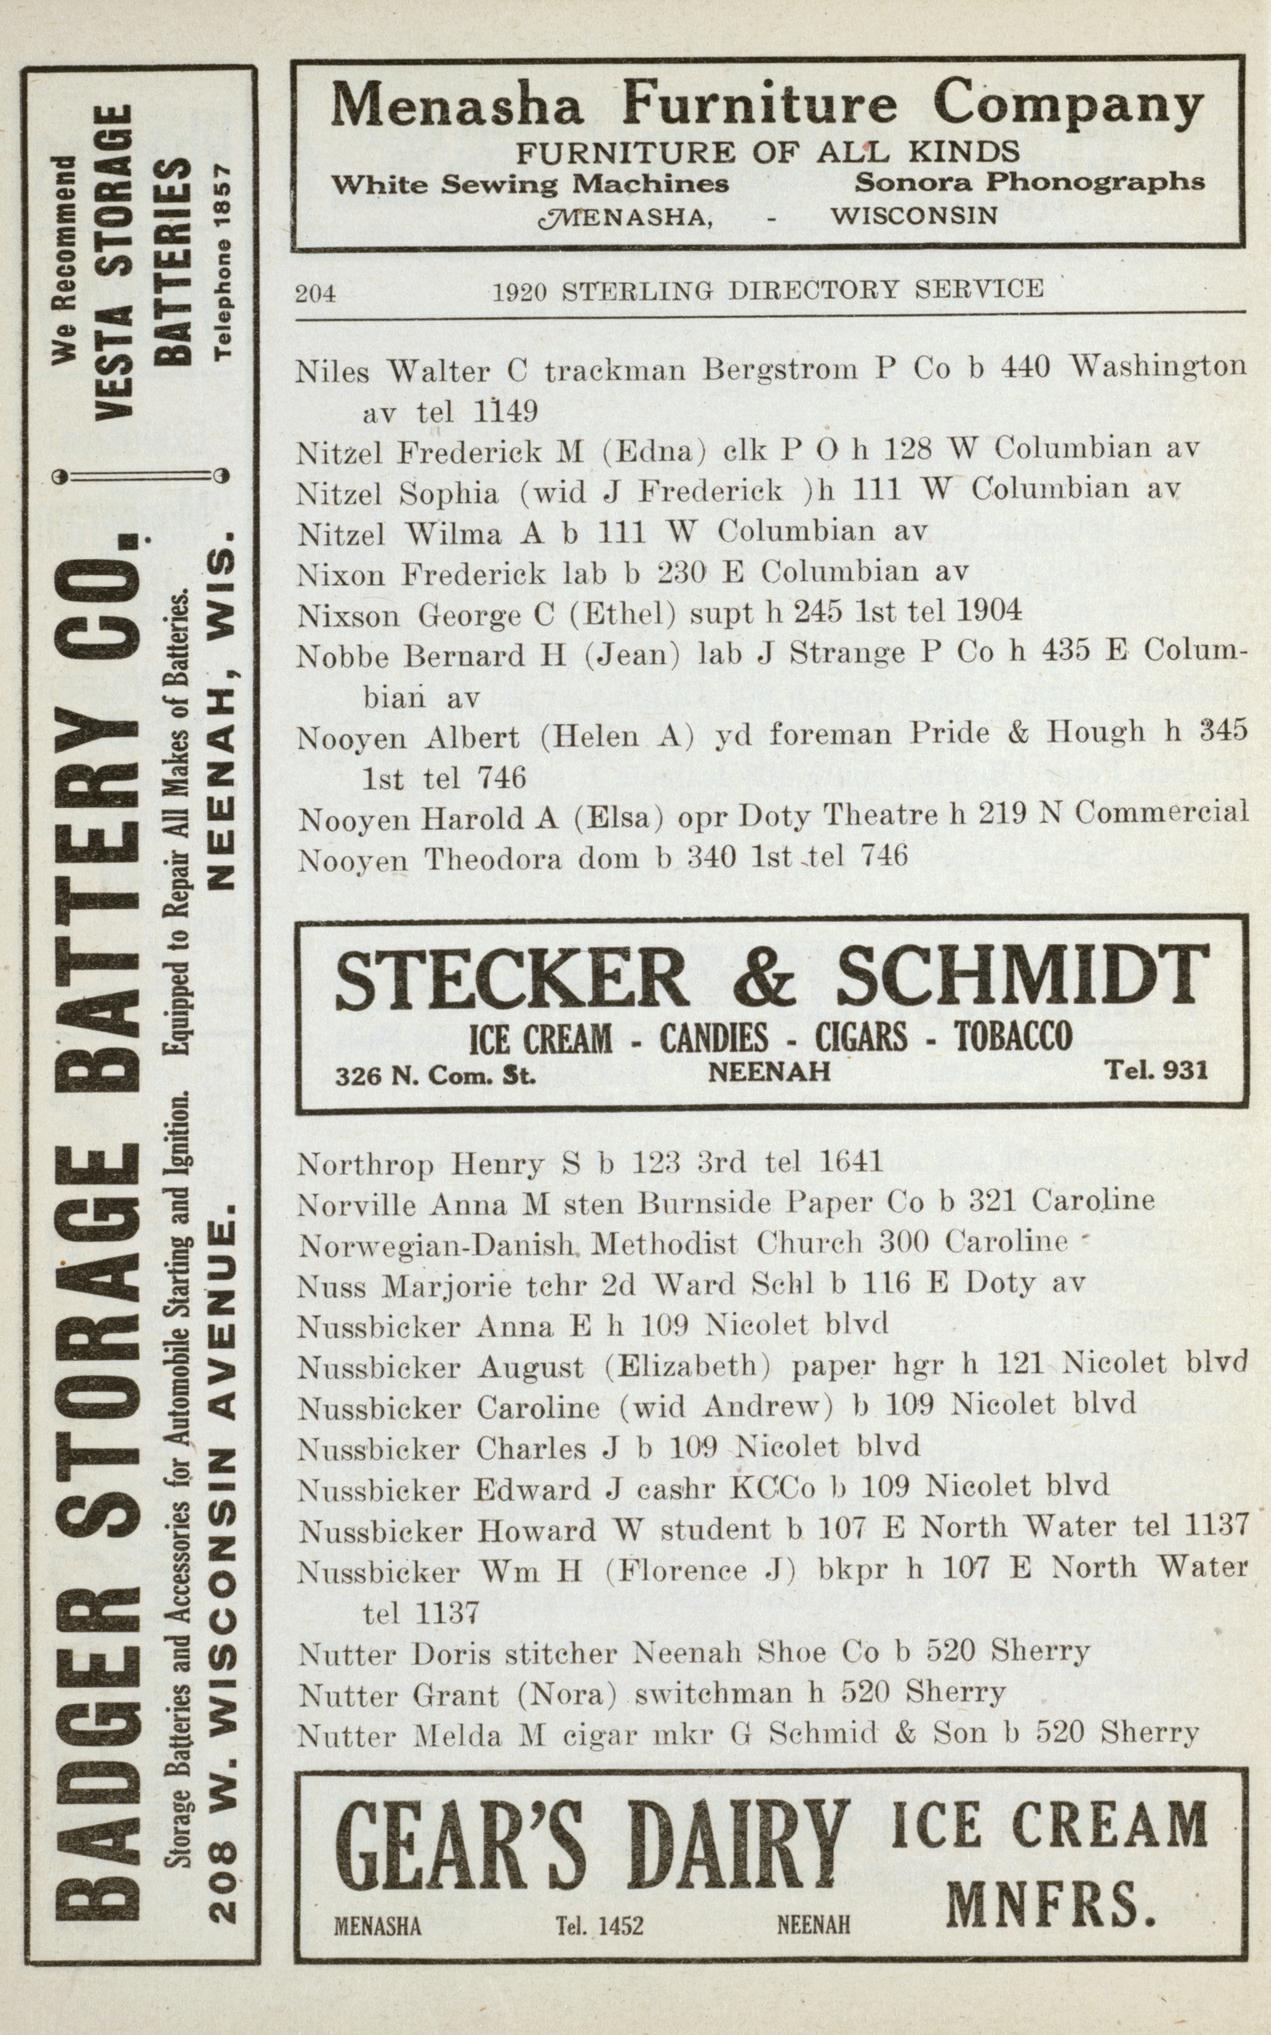 We Recommend
VESTA STORAGE
BATTERIES
Telephone 1857
BADGER STORAGE BATTERY CO.
Storage Batteries and Accessories for Automobile Starting and Ignition. Equipped to Repair All Makes of Batteries.
208 W. WISCONSIN AVENUE. NEENAH, WIS.
Menasha Furniture Company
FURNITURE OF ALL KINDS
White Sewing Machines Sonora Phonographs
MENASHA, - WISCONSIN
204 1920 STERLING DIRECTORY SERVICE
Niles Walter C trackman Bergstrom P Co b 440 Washington
av tel 1149
Nitzel Frederick M (Edna) clk P O h 128 W Columbian av
Nitzel Sophia (wid J Frederick )h 111 W Columbian av
Nitzel Wilma A b 111 W Columbian av
Nixon Frederick lab b 230 E Columbian av
Nixson George C (Ethel) supt h 245 1st tel 1904
Nobbe Bernard H (Jean) lab J Strange P Co h 435 E Colum-
bian av
Nooyen Albert (Helen A) yd foreman Pride & Hough h 345
1st tel 746
Nooyen Harold A (Elsa) opr Doty Theatre h 219 N Commercial
Nooyen Theodora dom b 340 1st tel 746
STECKER & SCHMIDT
ICE CREAM - CANDIES - CIGARS - TOBACCO
326 N. Com. St. NEENAH Tel. 931
Northrop Henry S b 123 3rd tel 1641
Norville Anna M sten Burnside Paper Co b 321 Caroline
Norwegian-Danish Methodist Church 300 Caroline
Nuss Marjorie tchr 2d Ward Schl b 116 E Doty av
Nussbicker Anna E h 109 Nicolet blvd
Nussbicker August (Elizabeth) paper hgr h 121 Nicolet blvd
Nussbicker Caroline (wid Andrew) b 109 Nicolet blvd
Nussbicker Charles J b 109 Nicolet blvd
Nussbicker Edward J cashr KCCo b 109 Nicolet blvd
Nussbicker Howard W student b 107 E North Water tel 1137
Nussbicker Wm H (Florence J) bkpr h 107 E North Water
tel 1137
Nutter Doris stitcher Neenah Shoe Co b 520 Sherry
Nutter Grant (Nora) switchman h 520 Sherry
Nutter Melda M cigar mkr G Schmid & Son b 520 Sherry
GEAR'S DAIRY ICE CREAM
MNFRS.
MENASHA Tel. 1452 NEENAH